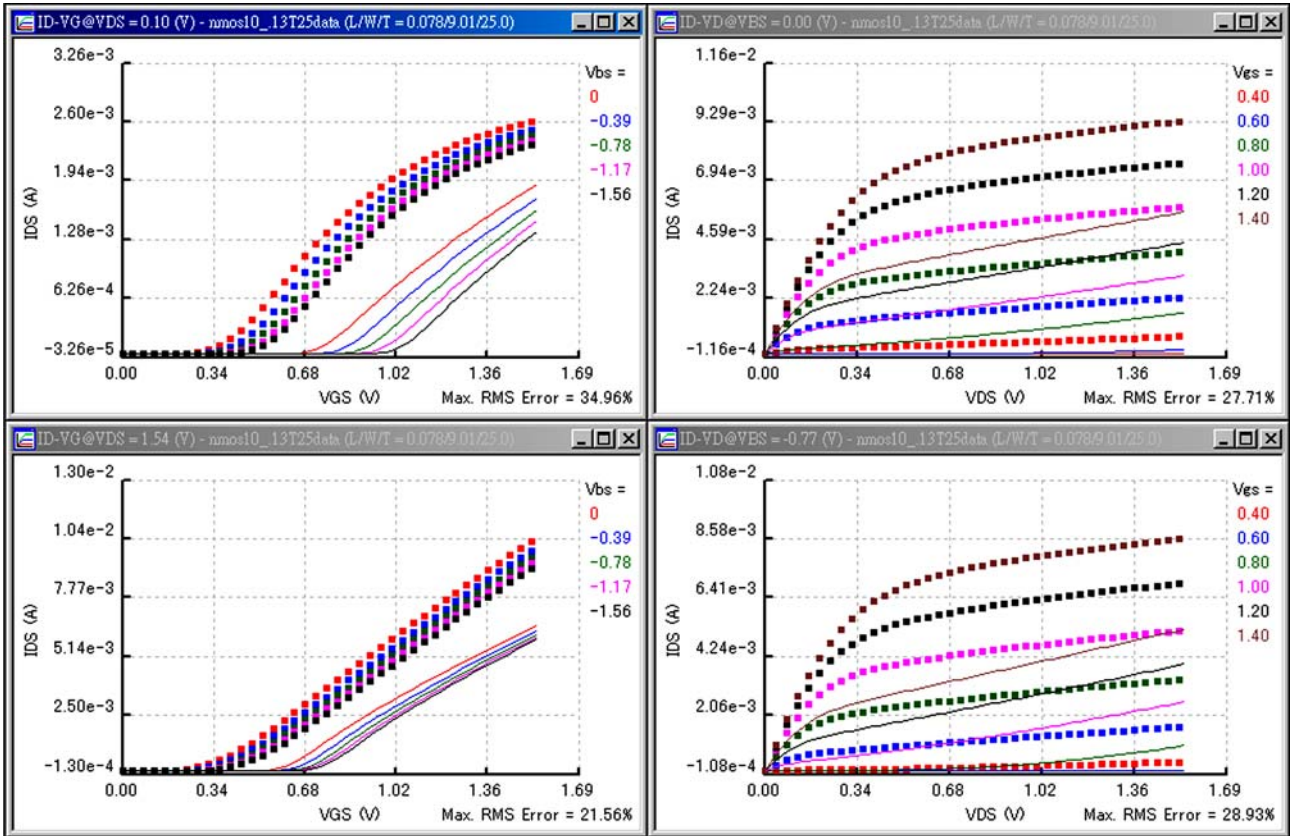 ID-VG@VDS = 0.10 (V) - nmos10_.13T25data (L/W/T = 0.078/9.01/25.0)
3.26e-3
2.60e-3
1.94e-3
1.28e-3
6.26e-4
-3.26e-5
IDS (A)
0.00 0.34 0.68 1.02 1.36 1.69
VGS (V)
Max. RMS Error = 34.96%
Vbs =
0
-0.39
-0.78
-1.17
-1.56
ID-VD@VBS = 0.00 (V) - nmos10_.13T25data (L/W/T = 0.078/9.01/25.0)
1.16e-2
9.29e-3
6.94e-3
4.59e-3
2.24e-3
-1.16e-4
IDS (A)
0.00 0.34 0.68 1.02 1.36 1.69
VDS (V)
Max. RMS Error = 27.71%
Vgs =
0.40
0.60
0.80
1.00
1.20
1.40
ID-VG@VDS = 1.54 (V) - nmos10_.13T25data (L/W/T = 0.078/9.01/25.0)
1.30e-2
1.04e-2
7.77e-3
5.14e-3
2.50e-3
-1.30e-4
IDS (A)
0.00 0.34 0.68 1.02 1.36 1.69
VGS (V)
Max. RMS Error = 21.56%
Vbs =
0
-0.39
-0.78
-1.17
-1.56
ID-VD@VBS = -0.77 (V) - nmos10_.13T25data (L/W/T = 0.078/9.01/25.0)
1.08e-2
8.58e-3
6.41e-3
4.24e-3
2.06e-3
-1.08e-4
IDS (A)
0.00 0.34 0.68 1.02 1.36 1.69
VDS (V)
Max. RMS Error = 28.93%
Vgs =
0.40
0.60
0.80
1.00
1.20
1.40